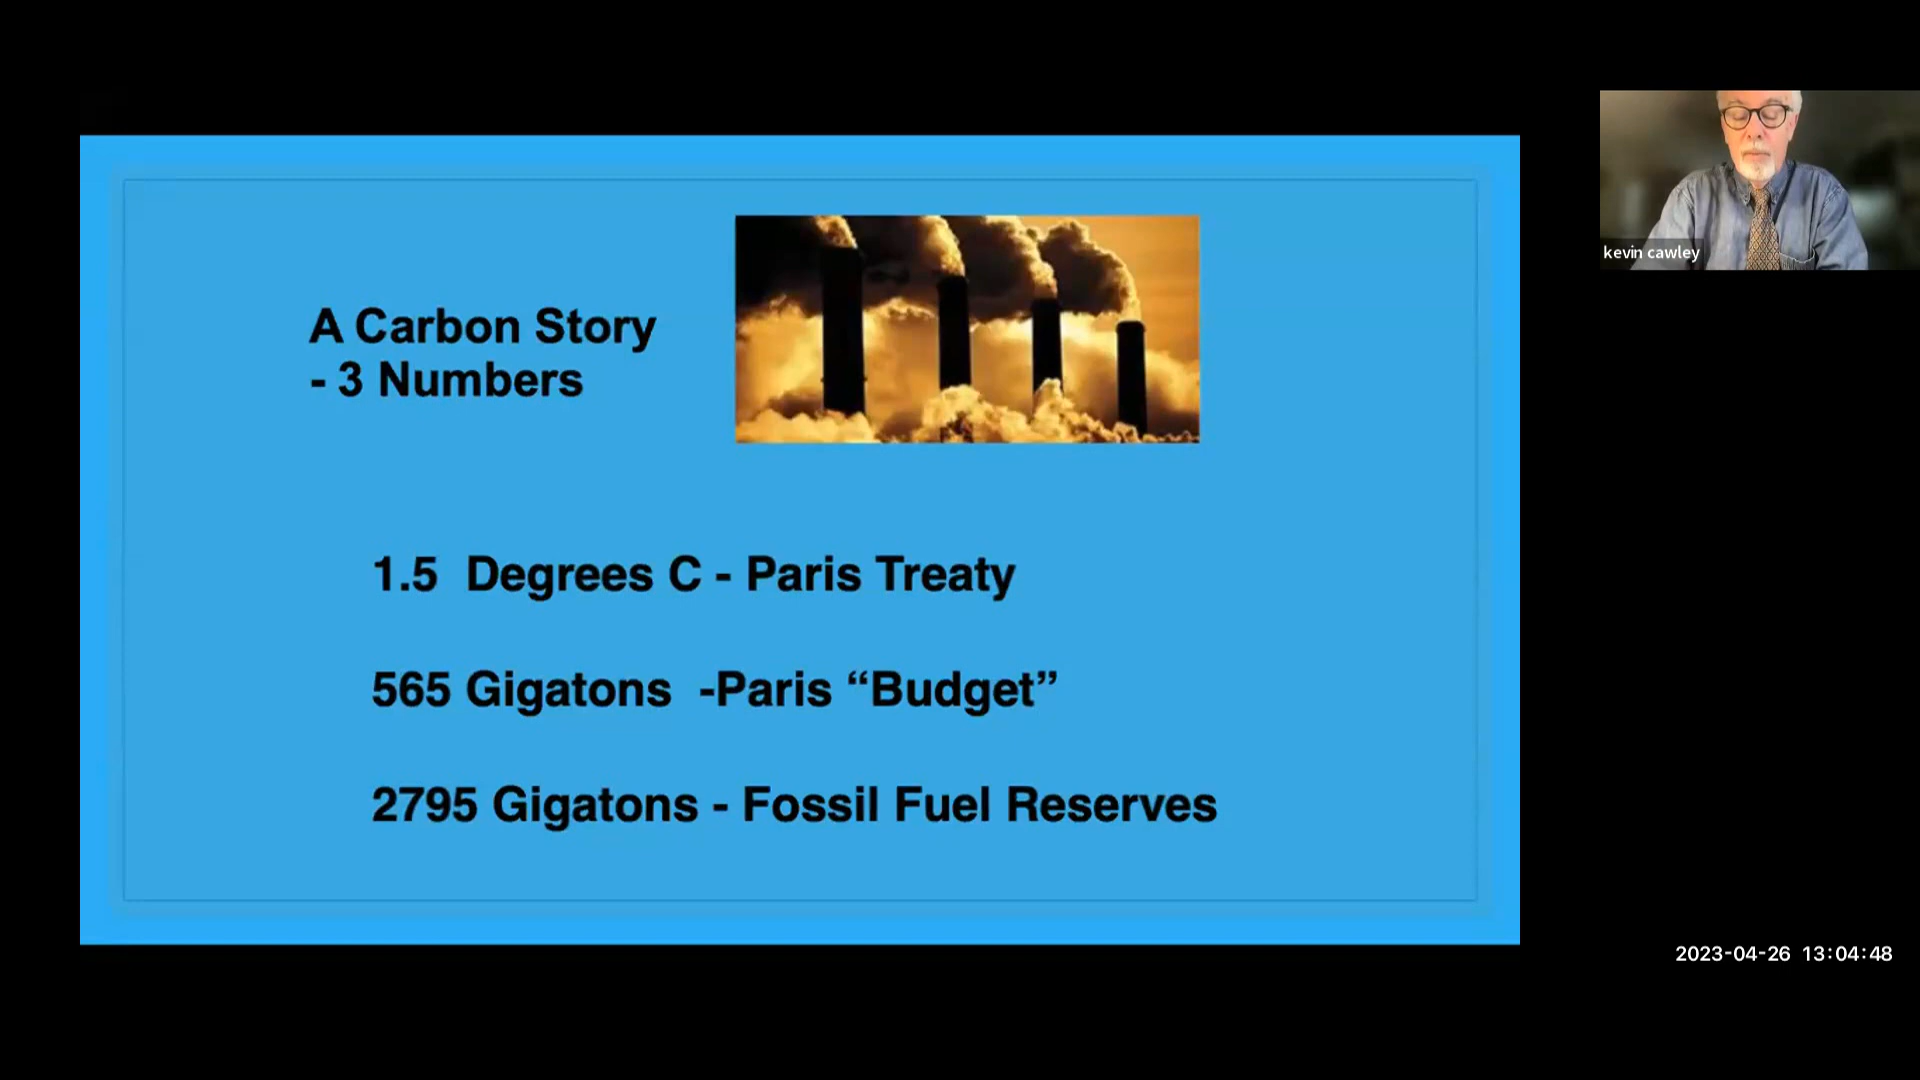 A Carbon Story
- 3 Numbers
1.5  Degrees C - Paris Treaty
565 Gigatons  -Paris “Budget”
2795 Gigatons - Fossil Fuel Reserves
kevin cawley
2023-04-26 13:04:48